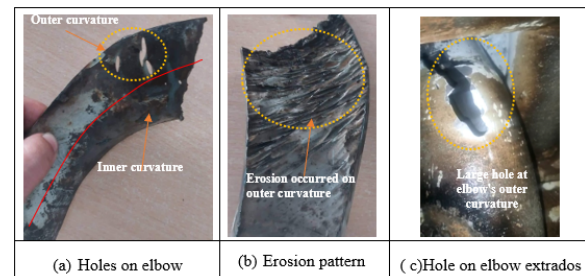 Outer curvature
Inner curvature
(a) Holes on elbow
Erosion occurred on
outer curvature
(b) Erosion pattern
Large hole at
elbow's outer
curvature
( c)Hole on elbow extrados